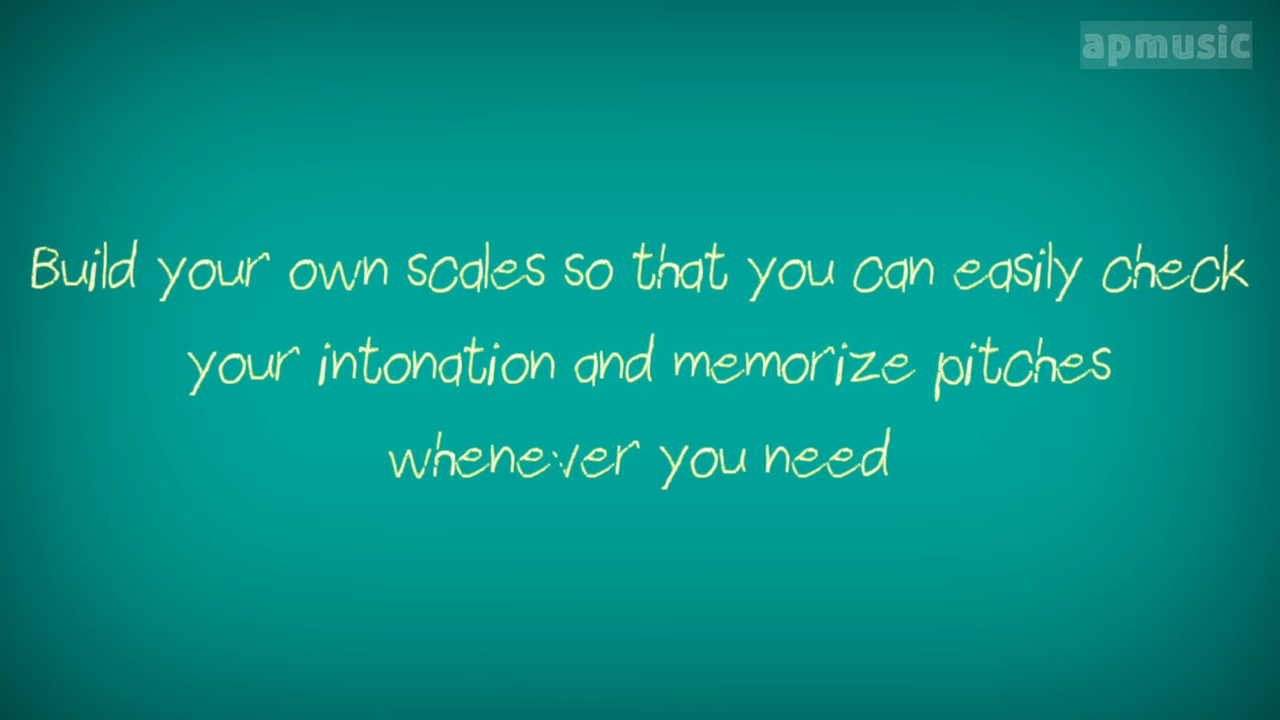 apmusic
Build your own scales so that you can easily check
your intonation and memorize pitches
whenever you need